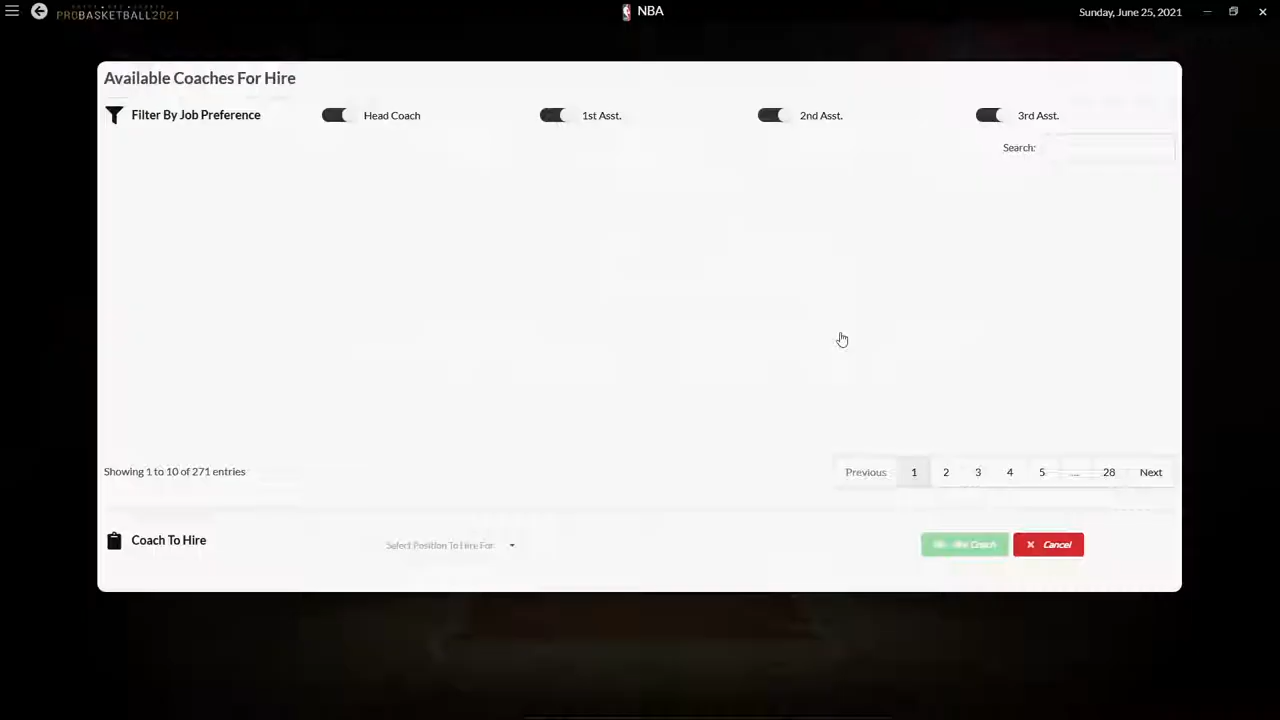 PROBASKETBALL2021
NBA
Sunday, June 25, 2021
Available Coaches For Hire
Filter By Job Preference
Head Coach
1st Asst.
2nd Asst.
3rd Asst.
Search:
Showing 1 to 10 of 271 entries
Previous 1 2 3 4 5 ... 28 Next
Coach To Hire
Select Position To Hire For
Coach
Cancel